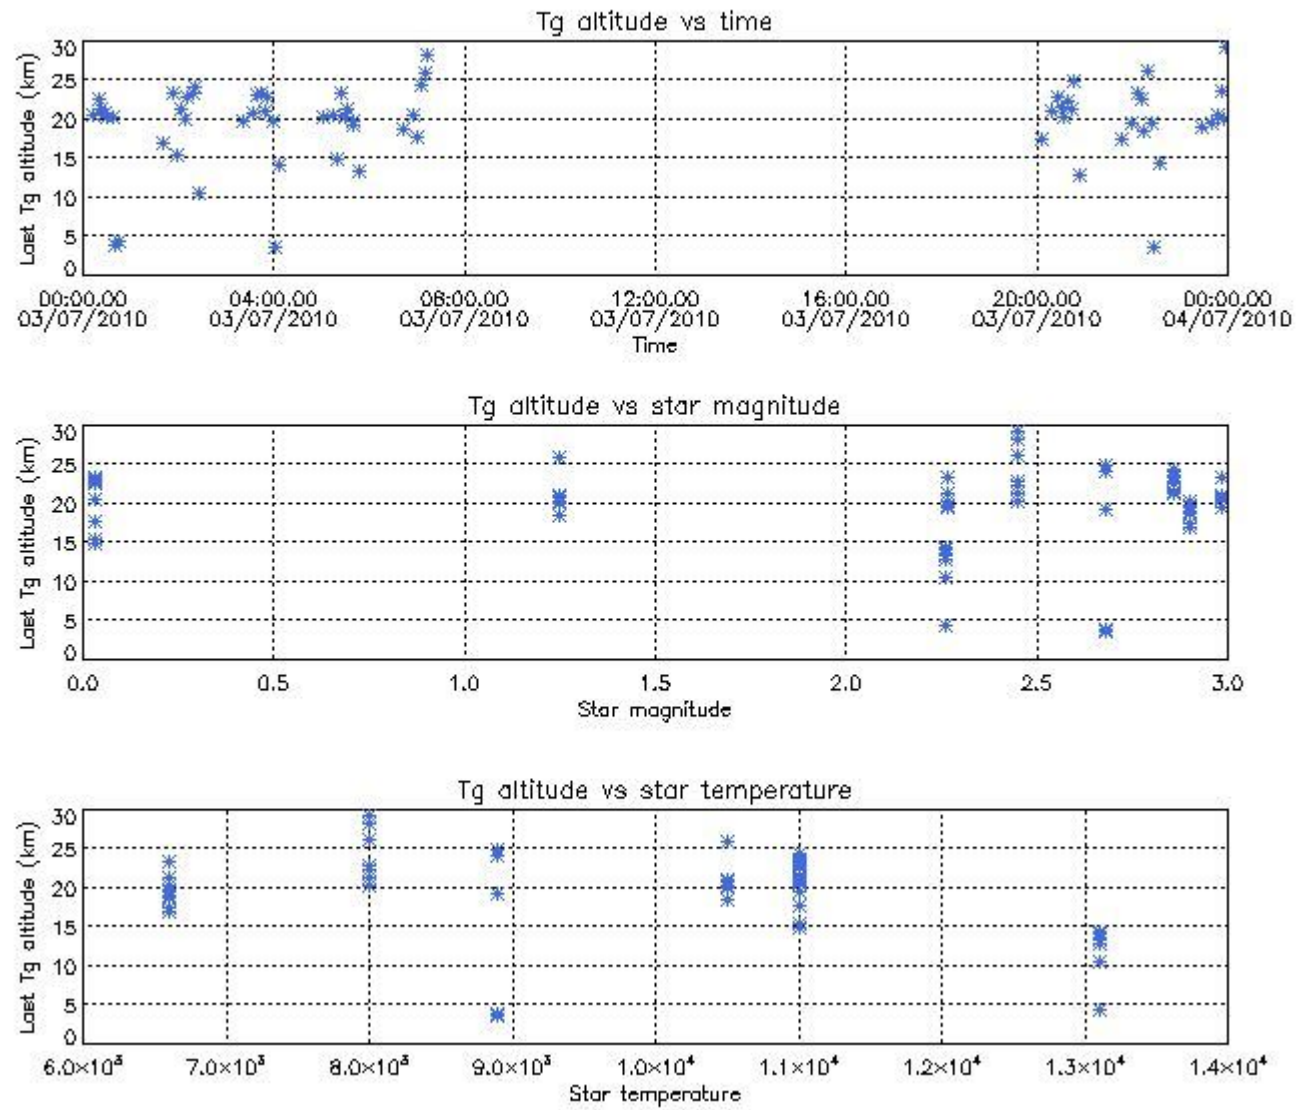 Tg altitude vs time
Last Tg altitude (km)
30
25
20
15
10
5
0
00:00.00 04:00.00 08:00.00 12:00.00 16:00.00 20:00.00 00:00.00
03/07/2010 03/07/2010 03/07/2010 03/07/2010 03/07/2010 03/07/2010 04/07/2010
Time
Tg altitude vs star magnitude
Last Tg altitude (km)
30
25
20
15
10
5
0
0.0 0.5 1.0 1.5 2.0 2.5 3.0
Star magnitude
Tg altitude vs star temperature
Last Tg altitude (km)
30
25
20
15
10
5
0
6.0×10³ 7.0×10³ 8.0×10³ 9.0×10³ 1.0×10⁴ 1.1×10⁴ 1.2×10⁴ 1.3×10⁴ 1.4×10⁴
Star temperature